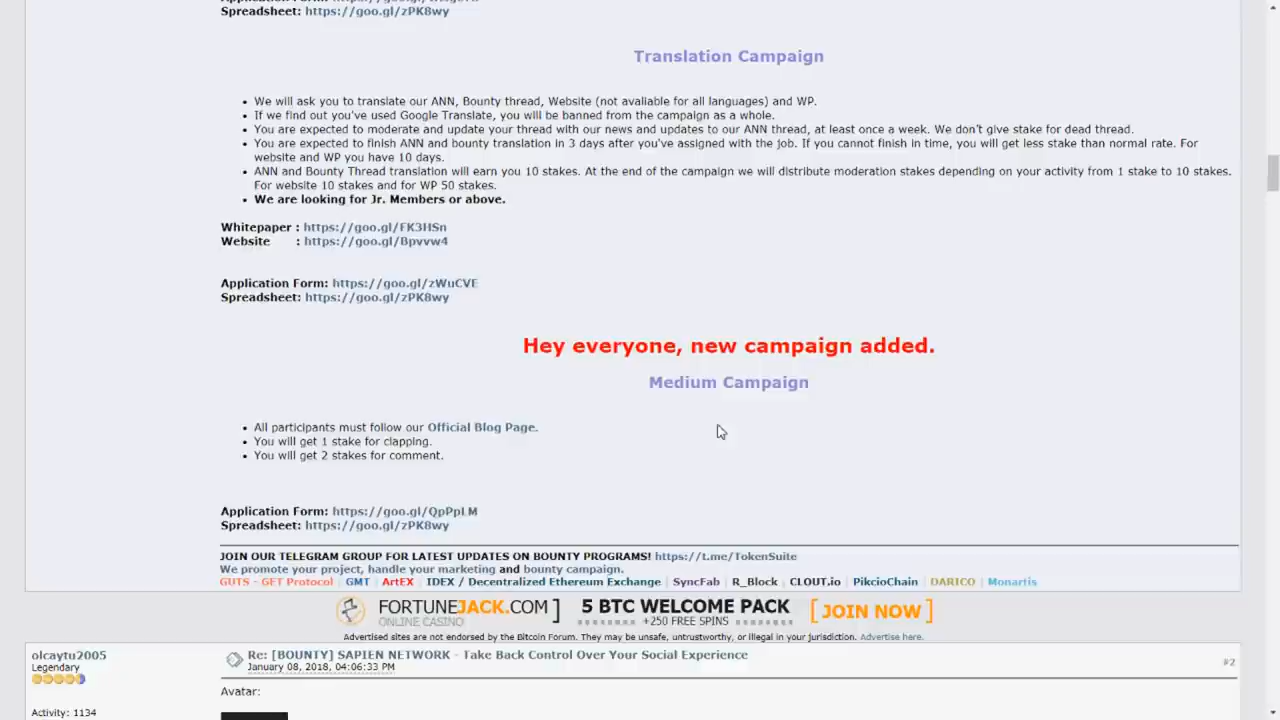 Spreadsheet: https://goo.gl/zPK8wy
Translation Campaign
We will ask you to translate our ANN, Bounty thread, Website (not avaliable for all languages) and WP.
If we find out you've used Google Translate, you will be banned from the campaign as a whole.
You are expected to moderate and update your thread with our news and updates to our ANN thread, at least once a week. We don't give stake for dead thread.
You are expected to finish ANN and bounty translation in 3 days after you've assigned with the job. If you cannot finish in time, you will get less stake than normal rate. For
website and WP you have 10 days.
ANN and Bounty Thread translation will earn you 10 stakes. At the end of the campaign we will distribute moderation stakes depending on your activity from 1 stake to 10 stakes.
For website 10 stakes and for WP 50 stakes.
We are looking for Jr. Members or above.
Whitepaper : https://goo.gl/FK3HSn
Website : https://goo.gl/Bpvvw4
Application Form: https://goo.gl/zWuCVE
Spreadsheet: https://goo.gl/zPK8wy
Hey everyone, new campaign added.
Medium Campaign
All participants must follow our Official Blog Page.
You will get 1 stake for clapping.
You will get 2 stakes for comment.
Application Form: https://goo.gl/QpPpLM
Spreadsheet: https://goo.gl/zPK8wy
JOIN OUR TELEGRAM GROUP FOR LATEST UPDATES ON BOUNTY PROGRAMS! https://t.me/TokenSuite
We promote your project, handle your marketing and bounty campaign.
GUTS - GET Protocol | GMT | ArtEX | IDEX / Decentralized Ethereum Exchange | SyncFab | R_Block | CLOUT.io | PikcioChain | DARICO | Monartis
FORTUNEJACK.COM ] 5 BTC WELCOME PACK [ JOIN NOW ]
ONLINE CASINO +250 FREE SPINS
Advertised sites are not endorsed by the Bitcoin Forum. They may be unsafe, untrustworthy, or illegal in your jurisdiction. Advertise here.
olcaytu2005 Re: [BOUNTY] SAPIEN NETWORK - Take Back Control Over Your Social Experience #2
Legendary January 08, 2018, 04:06:33 PM
Avatar:
Activity: 1134